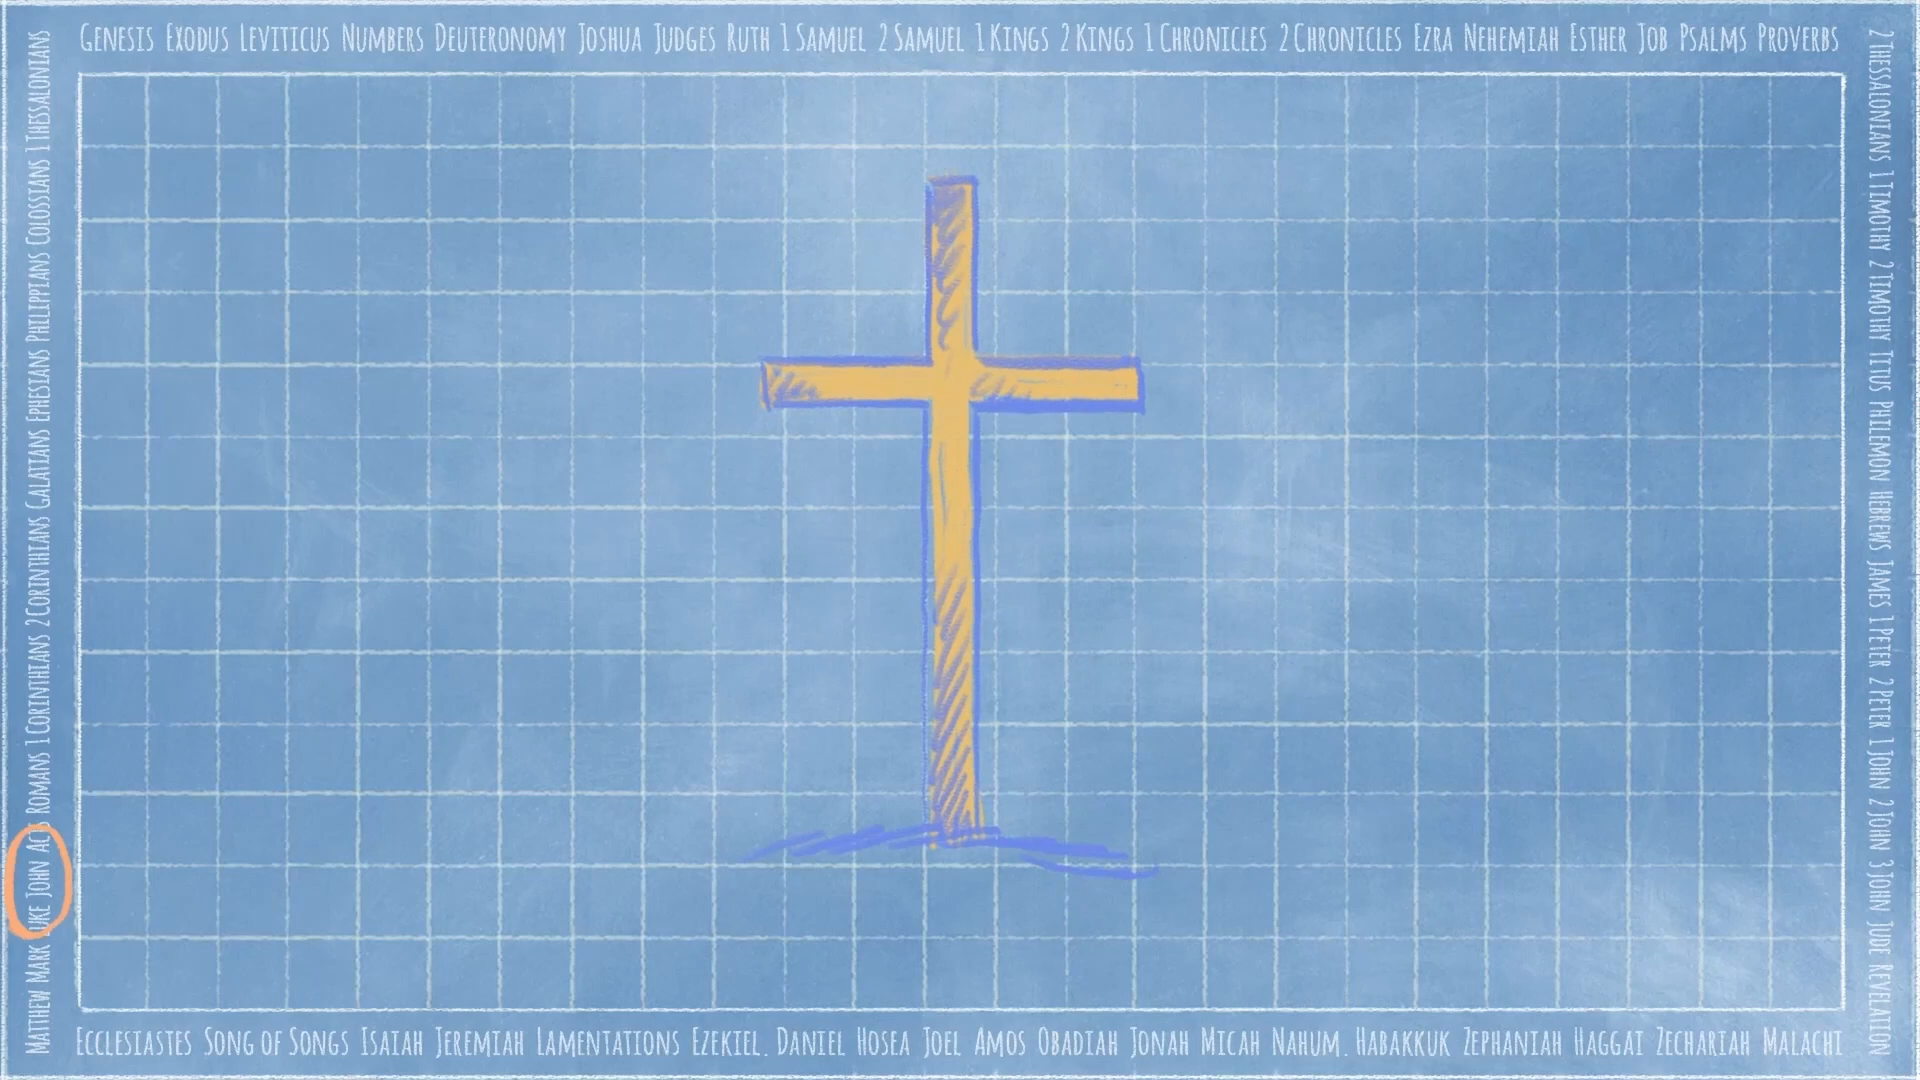 Genesis Exodus Leviticus Numbers Deuteronomy Joshua Judges Ruth 1 Samuel 2 Samuel 1 Kings 2 Kings 1 Chronicles 2 Chronicles Ezra Nehemiah Esther Job Psalms Proverbs
Ecclesiastes Song of Songs Isaiah Jeremiah Lamentations Ezekiel. Daniel Hosea Joel Amos Obadiah Jonah Micah Nahum. Habakkuk Zephaniah Haggai Zechariah Malachi
Matthew Mark Luke John Acts Romans 1 Corinthians 2 Corinthians Galatians Ephesians Philippians Colossians 1 Thessalonians
2 Thessalonians 1 Timothy 2 Timothy Titus Philemon Hebrews James 1 Peter 2 Peter 1 John 2 John 3 John Jude Revelation